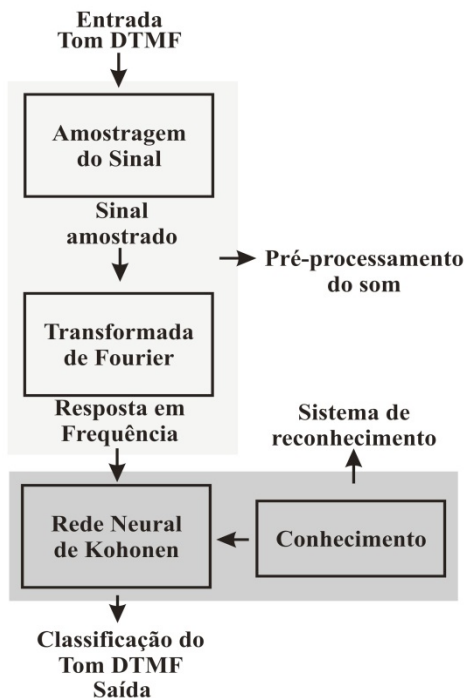 Entrada
Tom DTMF
Amostragem
do Sinal
Sinal
amostrado
Pré-processamento
do som
Transformada
de Fourier
Resposta em
Frequência
Sistema de
reconhecimento
Rede Neural
de Kohonen
Conhecimento
Classificação do
Tom DTMF
Saída